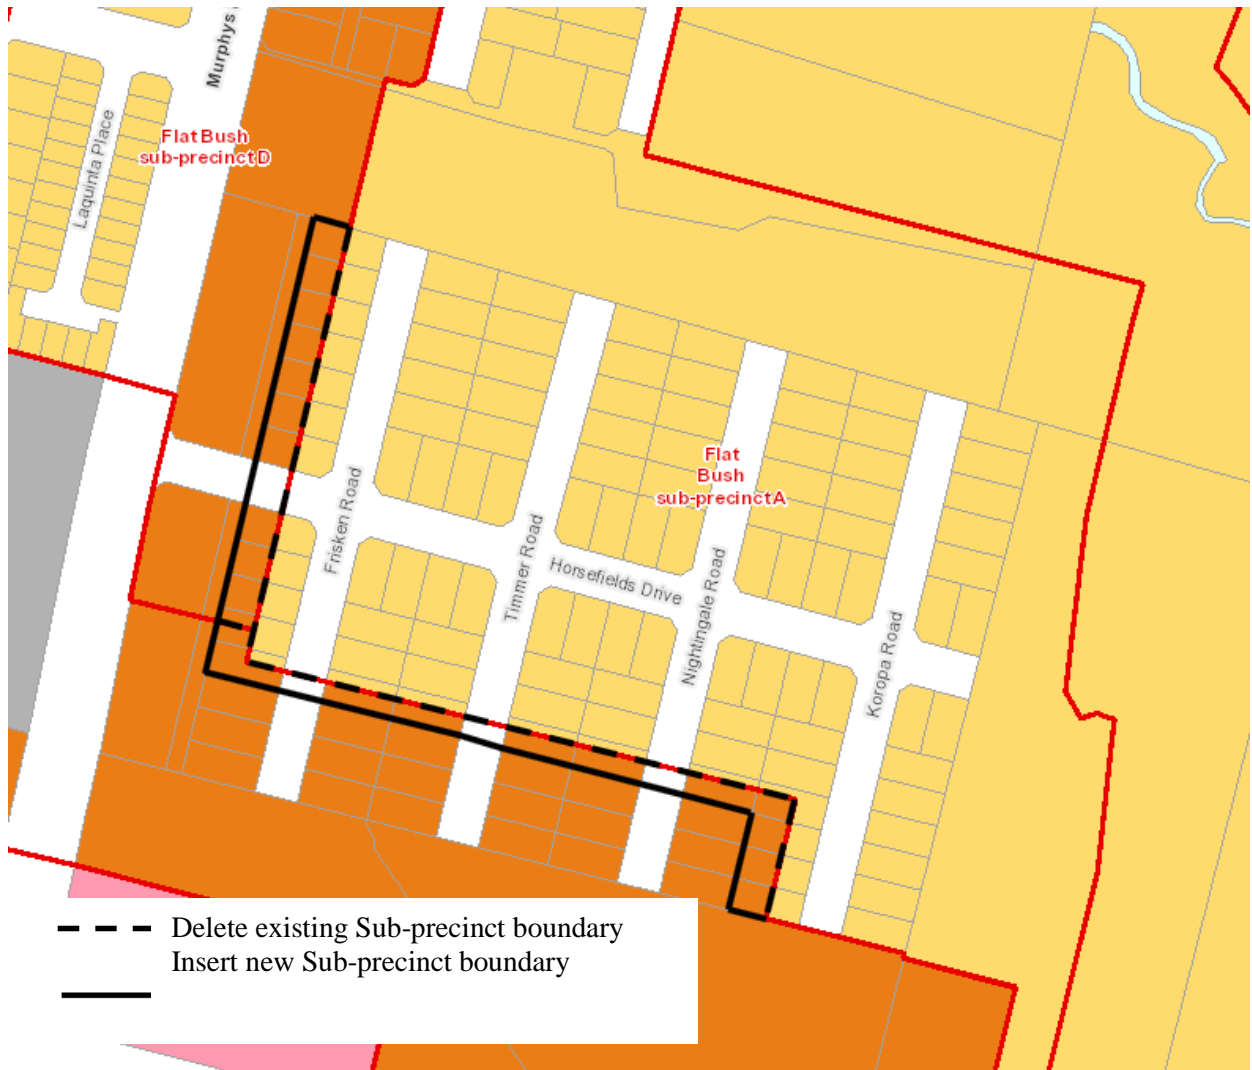 Murphys
Laquinta Place
Flat Bush
sub-precinct D
Flat
Bush
sub-precinct A
Frisken Road
Timmer Road
Horsefields Drive
Nightingale Road
Koropa Road
Delete existing Sub-precinct boundary
Insert new Sub-precinct boundary